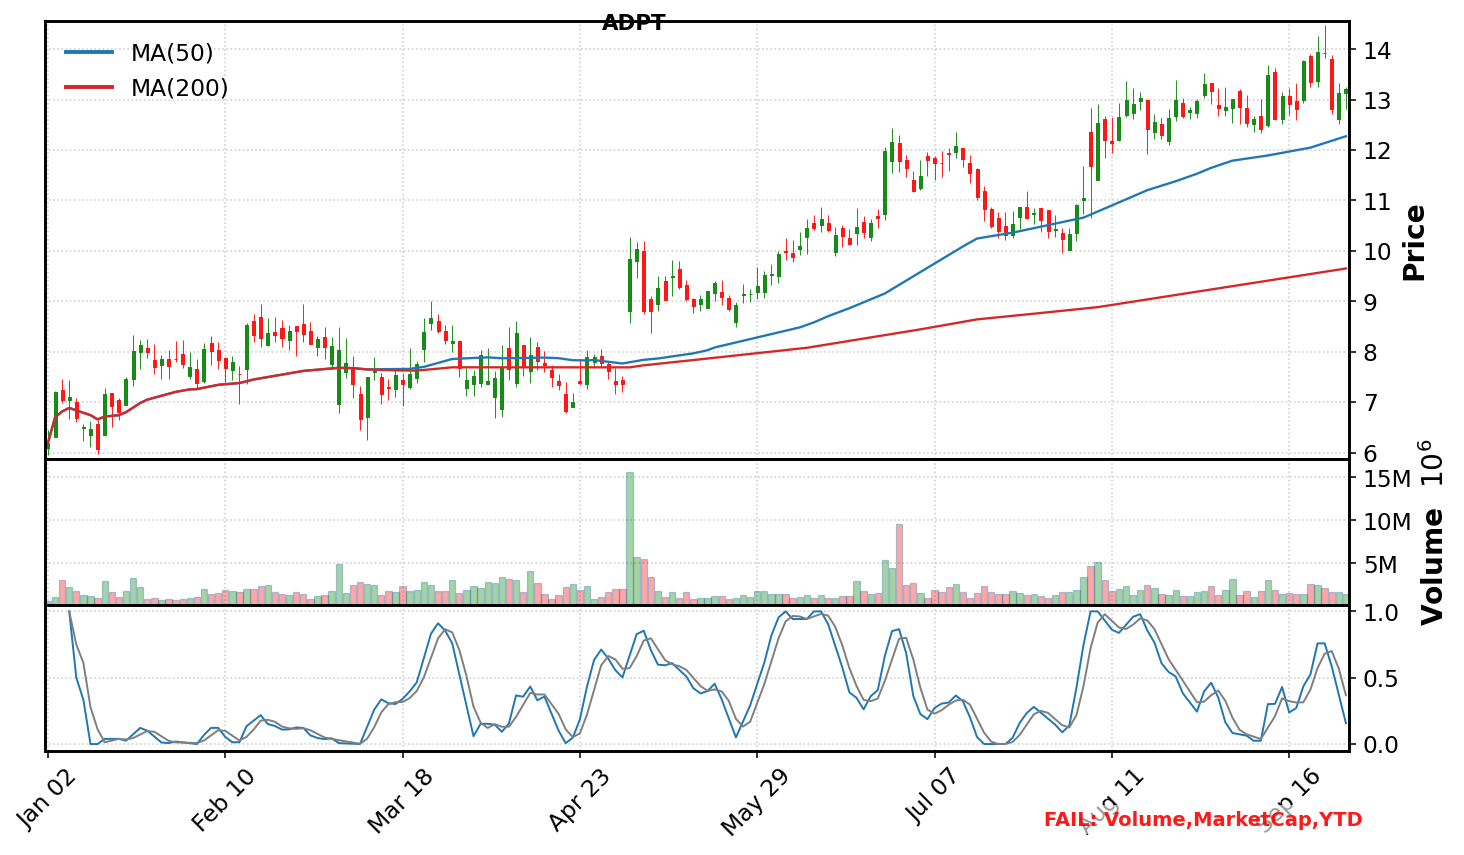 ADPT
MA(50)
MA(200)
14
13
12
11
10
9
8
7
6
Price
15M
10M
5M
Volume 10^6
1.0
0.5
0.0
Jan 02
Feb 10
Mar 18
Apr 23
May 29
Jul 07
Aug 11
Sep 16
FAIL: Volume,MarketCap,YTD